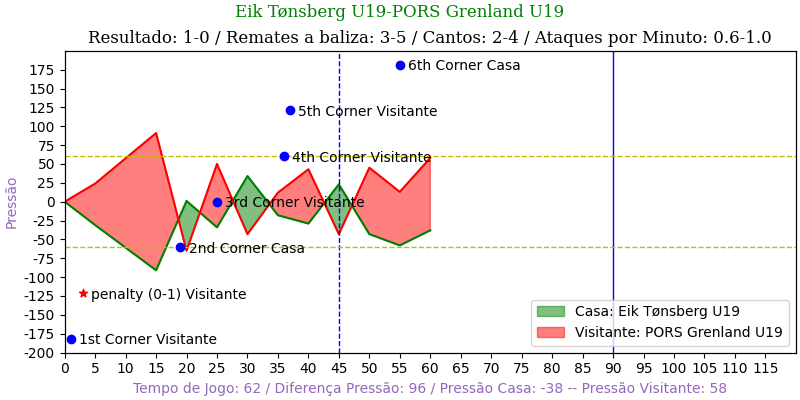 Eik Tønsberg U19-PORS Grenland U19
Resultado: 1-0 / Remates a baliza: 3-5 / Cantos: 2-4 / Ataques por Minuto: 0.6-1.0
Pressão
175
150
125
100
75
50
25
0
-25
-50
-75
-100
-125
-150
-175
-200
6th Corner Casa
5th Corner Visitante
4th Corner Visitante
3rd Corner Visitante
2nd Corner Casa
penalty (0-1) Visitante
1st Corner Visitante
Casa: Eik Tønsberg U19
Visitante: PORS Grenland U19
0 5 10 15 20 25 30 35 40 45 50 55 60 65 70 75 80 85 90 95 100 105 110 115
Tempo de Jogo: 62 / Diferença Pressão: 96 / Pressão Casa: -38 -- Pressão Visitante: 58